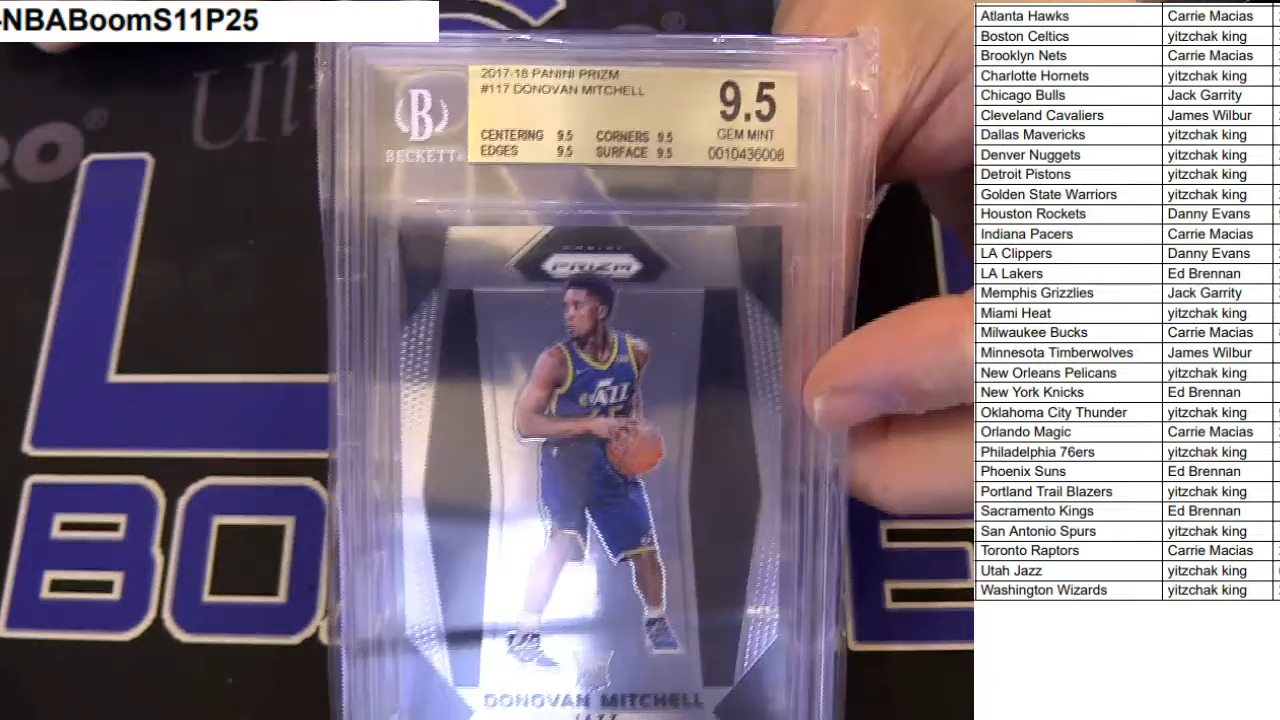 -NBABoomS11P25
2017-18 PANINI PRIZM
#117 DONOVAN MITCHELL
9.5
GEM MINT
CENTERING 9.5 CORNERS 9.5
EDGES 9.5 SURFACE 9.5
0010436008
B
BECKETT
PANINI
PRIZM
JAZZ
45
DONOVAN MITCHELL
JAZZ
Atlanta Hawks Carrie Macias
Boston Celtics yitzchak king
Brooklyn Nets Carrie Macias
Charlotte Hornets yitzchak king
Chicago Bulls Jack Garrity
Cleveland Cavaliers James Wilbur
Dallas Mavericks yitzchak king
Denver Nuggets yitzchak king
Detroit Pistons yitzchak king
Golden State Warriors yitzchak king
Houston Rockets Danny Evans
Indiana Pacers Carrie Macias
LA Clippers Danny Evans
LA Lakers Ed Brennan
Memphis Grizzlies Jack Garrity
Miami Heat yitzchak king
Milwaukee Bucks Carrie Macias
Minnesota Timberwolves James Wilbur
New Orleans Pelicans yitzchak king
New York Knicks Ed Brennan
Oklahoma City Thunder yitzchak king
Orlando Magic Carrie Macias
Philadelphia 76ers yitzchak king
Phoenix Suns Ed Brennan
Portland Trail Blazers yitzchak king
Sacramento Kings Ed Brennan
San Antonio Spurs yitzchak king
Toronto Raptors Carrie Macias
Utah Jazz yitzchak king
Washington Wizards yitzchak king